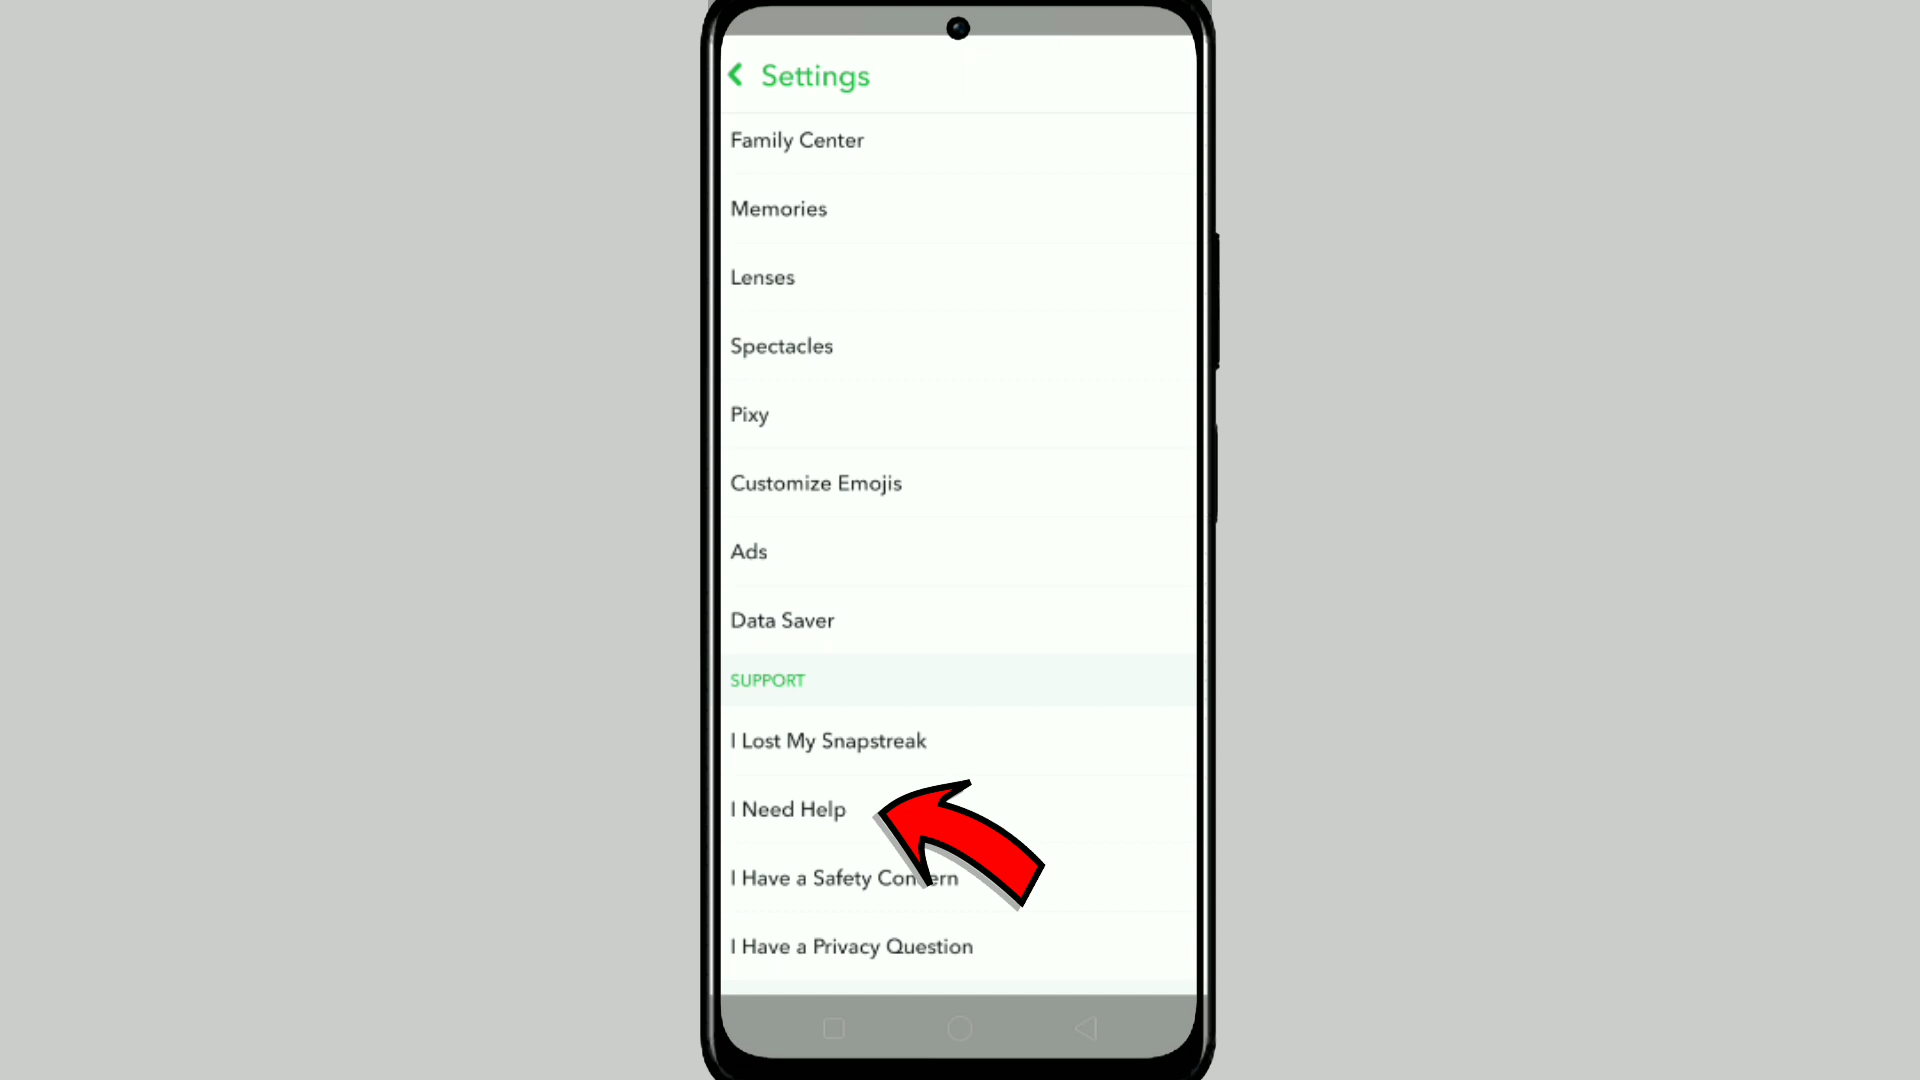 Settings
Family Center
Memories
Lenses
Spectacles
Pixy
Customize Emojis
Ads
Data Saver
SUPPORT
I Lost My Snapstreak
I Need Help
I Have a Safety Concern
I Have a Privacy Question